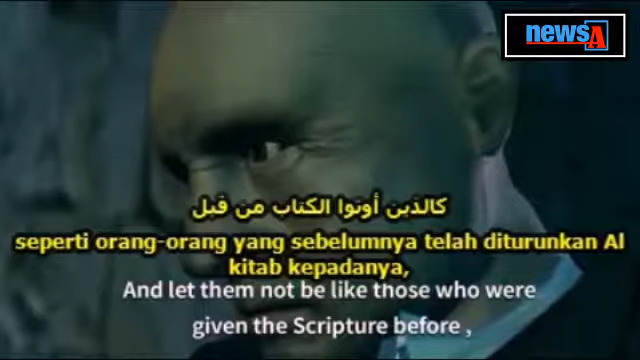 newsA
كالذين أوتوا الكتاب من قبل
seperti orang-orang yang sebelumnya telah diturunkan Al
kitab kepadanya,
And let them not be like those who were
given the Scripture before ,